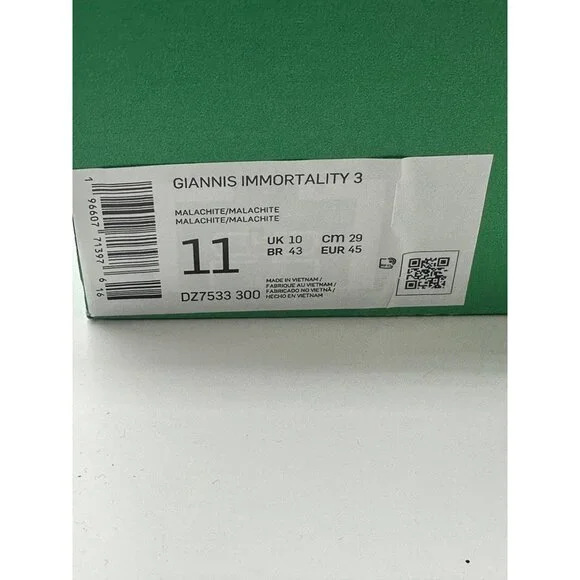 GIANNIS IMMORTALITY 3
MALACHITE/MALACHITE
MALACHITE/MALACHITE
11
UK 10 cm 29
BR 43 EUR 45
DZ7533 300
MADE IN VIETNAM /
FABRIQUE AU VIETNAM /
FABRICADO NO VIETNÃ /
HECHO EN VIETNAM
1 96607 71397 6 16